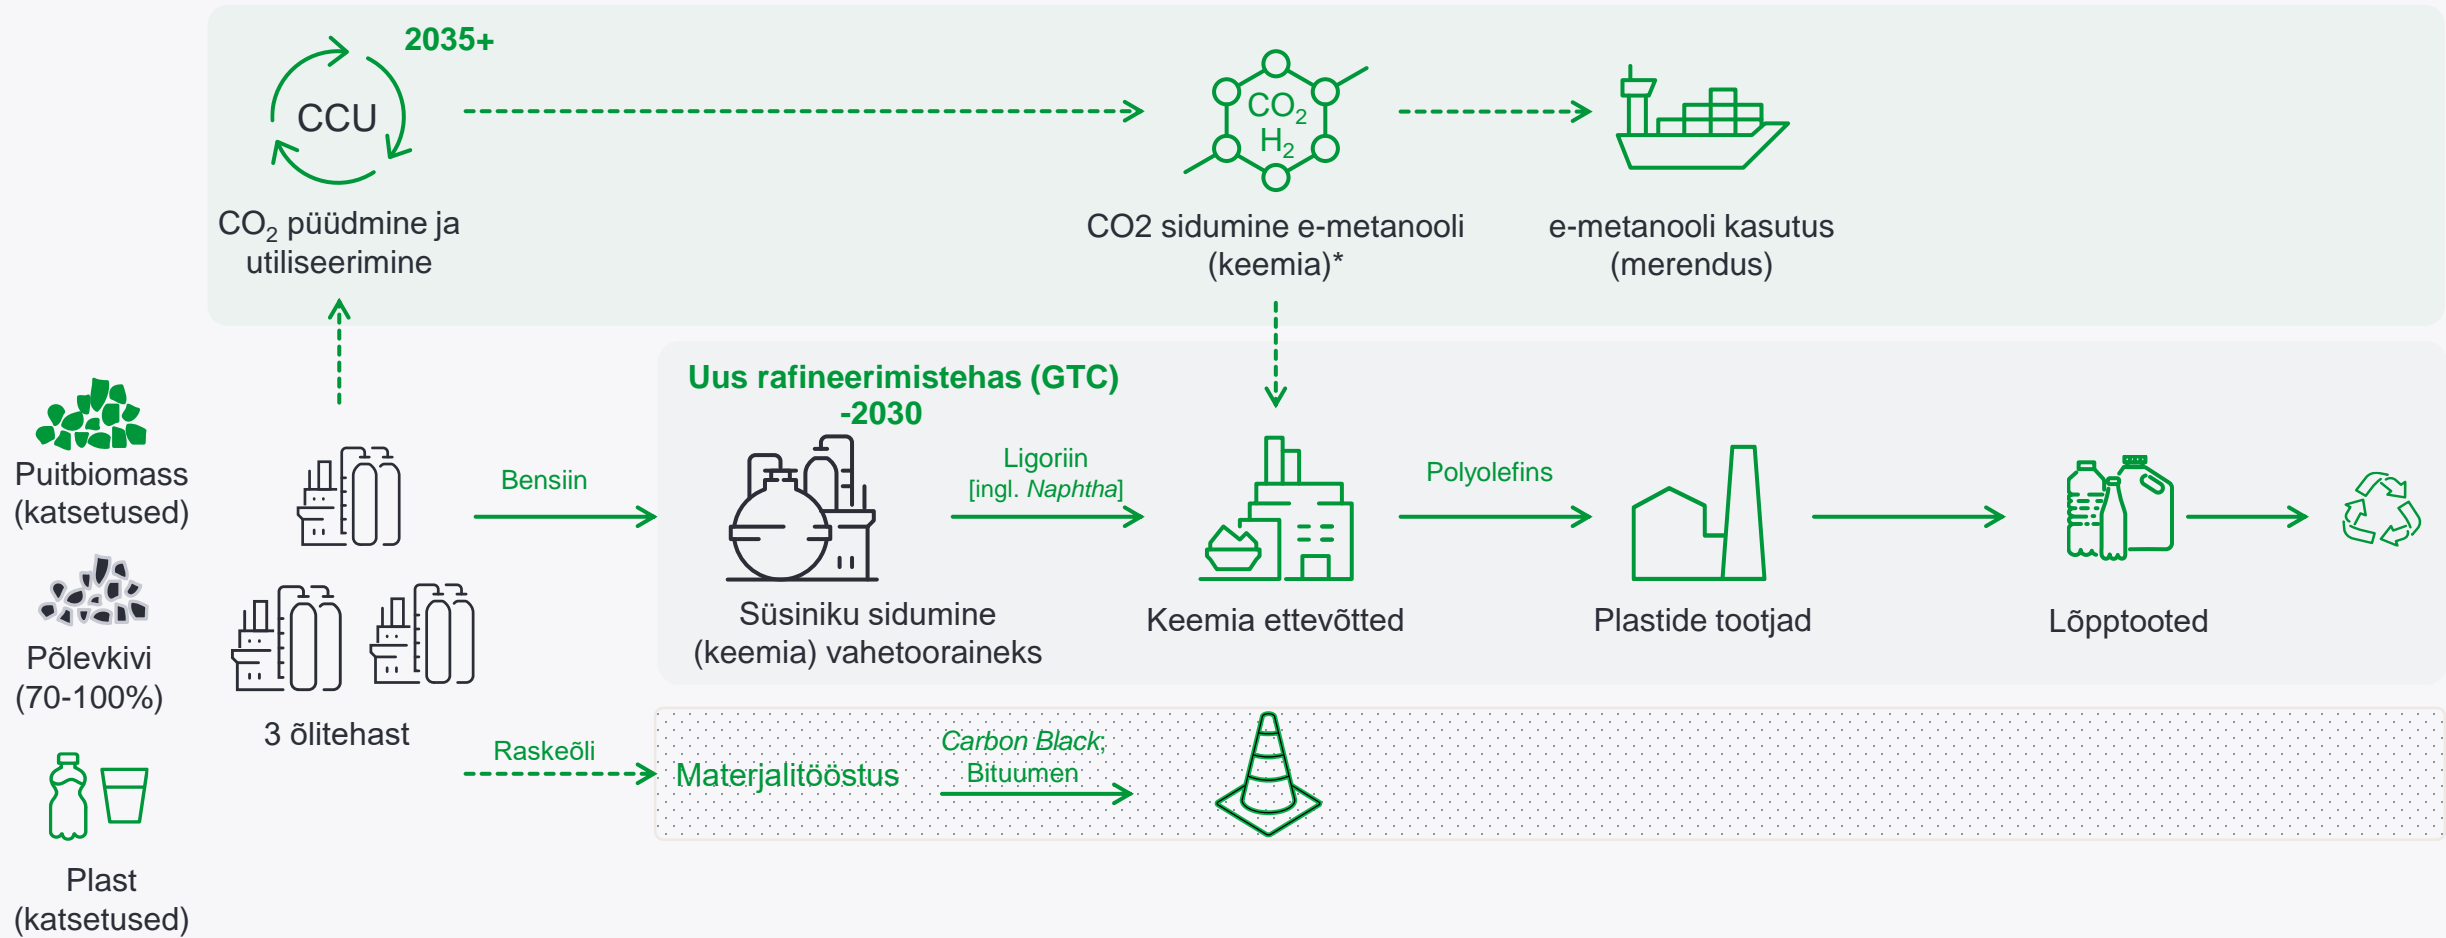 2035+
CCU
CO₂ püüdmine ja
utiliseerimine
CO₂
H₂
CO2 sidumine e-metanooli
(keemia)*
e-metanooli kasutus
(merendus)
Puitbiomass
(katsetused)
Põlevkivi
(70-100%)
Plast
(katsetused)
3 õlitehast
Bensiin
Uus rafineerimistehas (GTC)
-2030
Süsiniku sidumine
(keemia) vahetooraineks
Ligoriin
[ingl. Naphtha]
Keemia ettevõtted
Polyolefins
Plastide tootjad
Lõpptooted
Raskeõli
Materjalitööstus
Carbon Black;
Bituumen